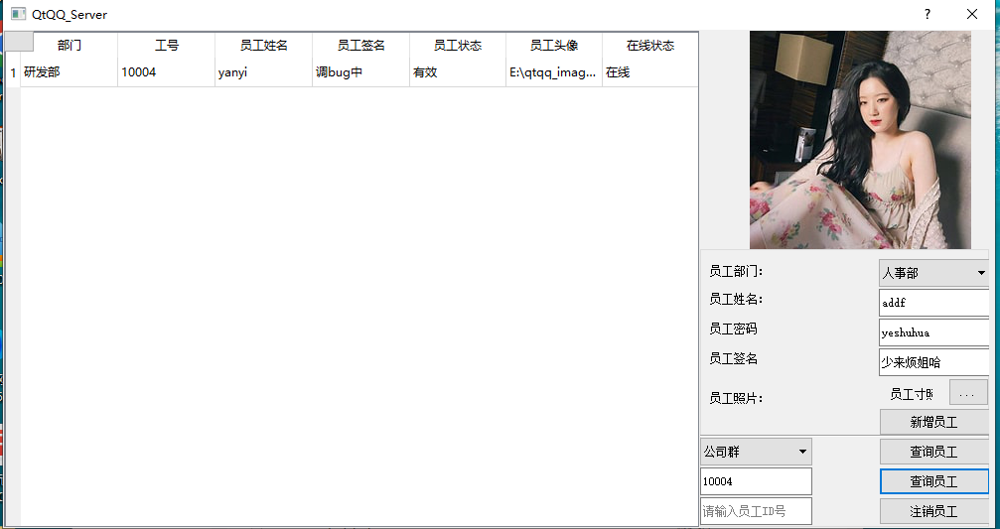 QtQQ_Server
?
部门 工号 员工姓名 员工签名 员工状态 员工头像 在线状态
1 研发部 10004 yanyi 调bug中 有效 E:\qtqq_imag... 在线
员工部门： 人事部
员工姓名： addf
员工密码 yeshuhua
员工签名 少来烦姐哈
员工照片： 员工寸照 ...
新增员工
公司群 查询员工
10004 查询员工
请输入员工ID号 注销员工